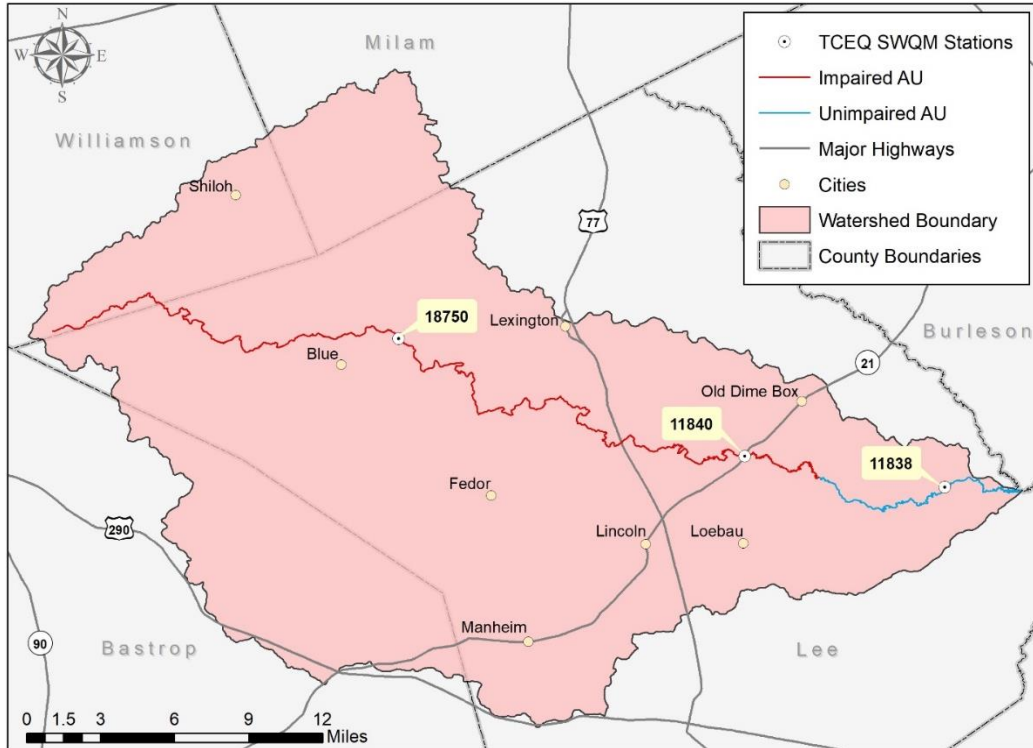 N
W E
S
Milam
Williamson
Shiloh
77
TCEQ SWQM Stations
Impaired AU
Unimpaired AU
Major Highways
Cities
Watershed Boundary
County Boundaries
18750
Lexington
Burleson
Blue
21
Old Dime Box
11840
11838
Fedor
290
Lincoln
Loebau
Manheim
90
Bastrop
Lee
0 1.5 3 6 9 12
Miles